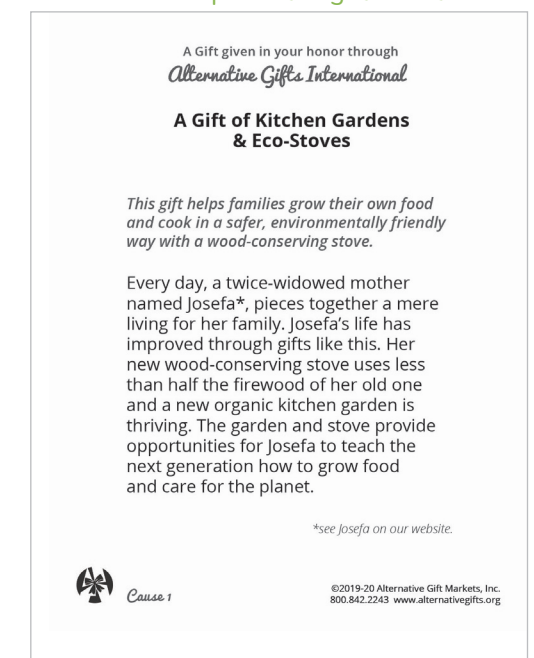 A Gift given in your honor through
Alternative Gifts International
A Gift of Kitchen Gardens
& Eco-Stoves
This gift helps families grow their own food
and cook in a safer, environmentally friendly
way with a wood-conserving stove.
Every day, a twice-widowed mother
named Josefa*, pieces together a mere
living for her family. Josefa’s life has
improved through gifts like this. Her
new wood-conserving stove uses less
than half the firewood of her old one
and a new organic kitchen garden is
thriving. The garden and stove provide
opportunities for Josefa to teach the
next generation how to grow food
and care for the planet.
*see Josefa on our website.
Cause 1
©2019-20 Alternative Gift Markets, Inc.
800.842.2243 www.alternativegifts.org